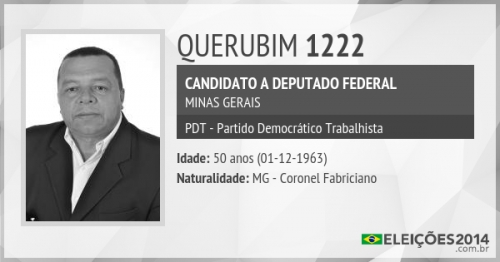 QUERUBIM 1222
CANDIDATO A DEPUTADO FEDERAL
MINAS GERAIS
PDT - Partido Democrático Trabalhista
Idade: 50 anos (01-12-1963)
Naturalidade: MG - Coronel Fabriciano
ELEIÇÕES2014
.com.br